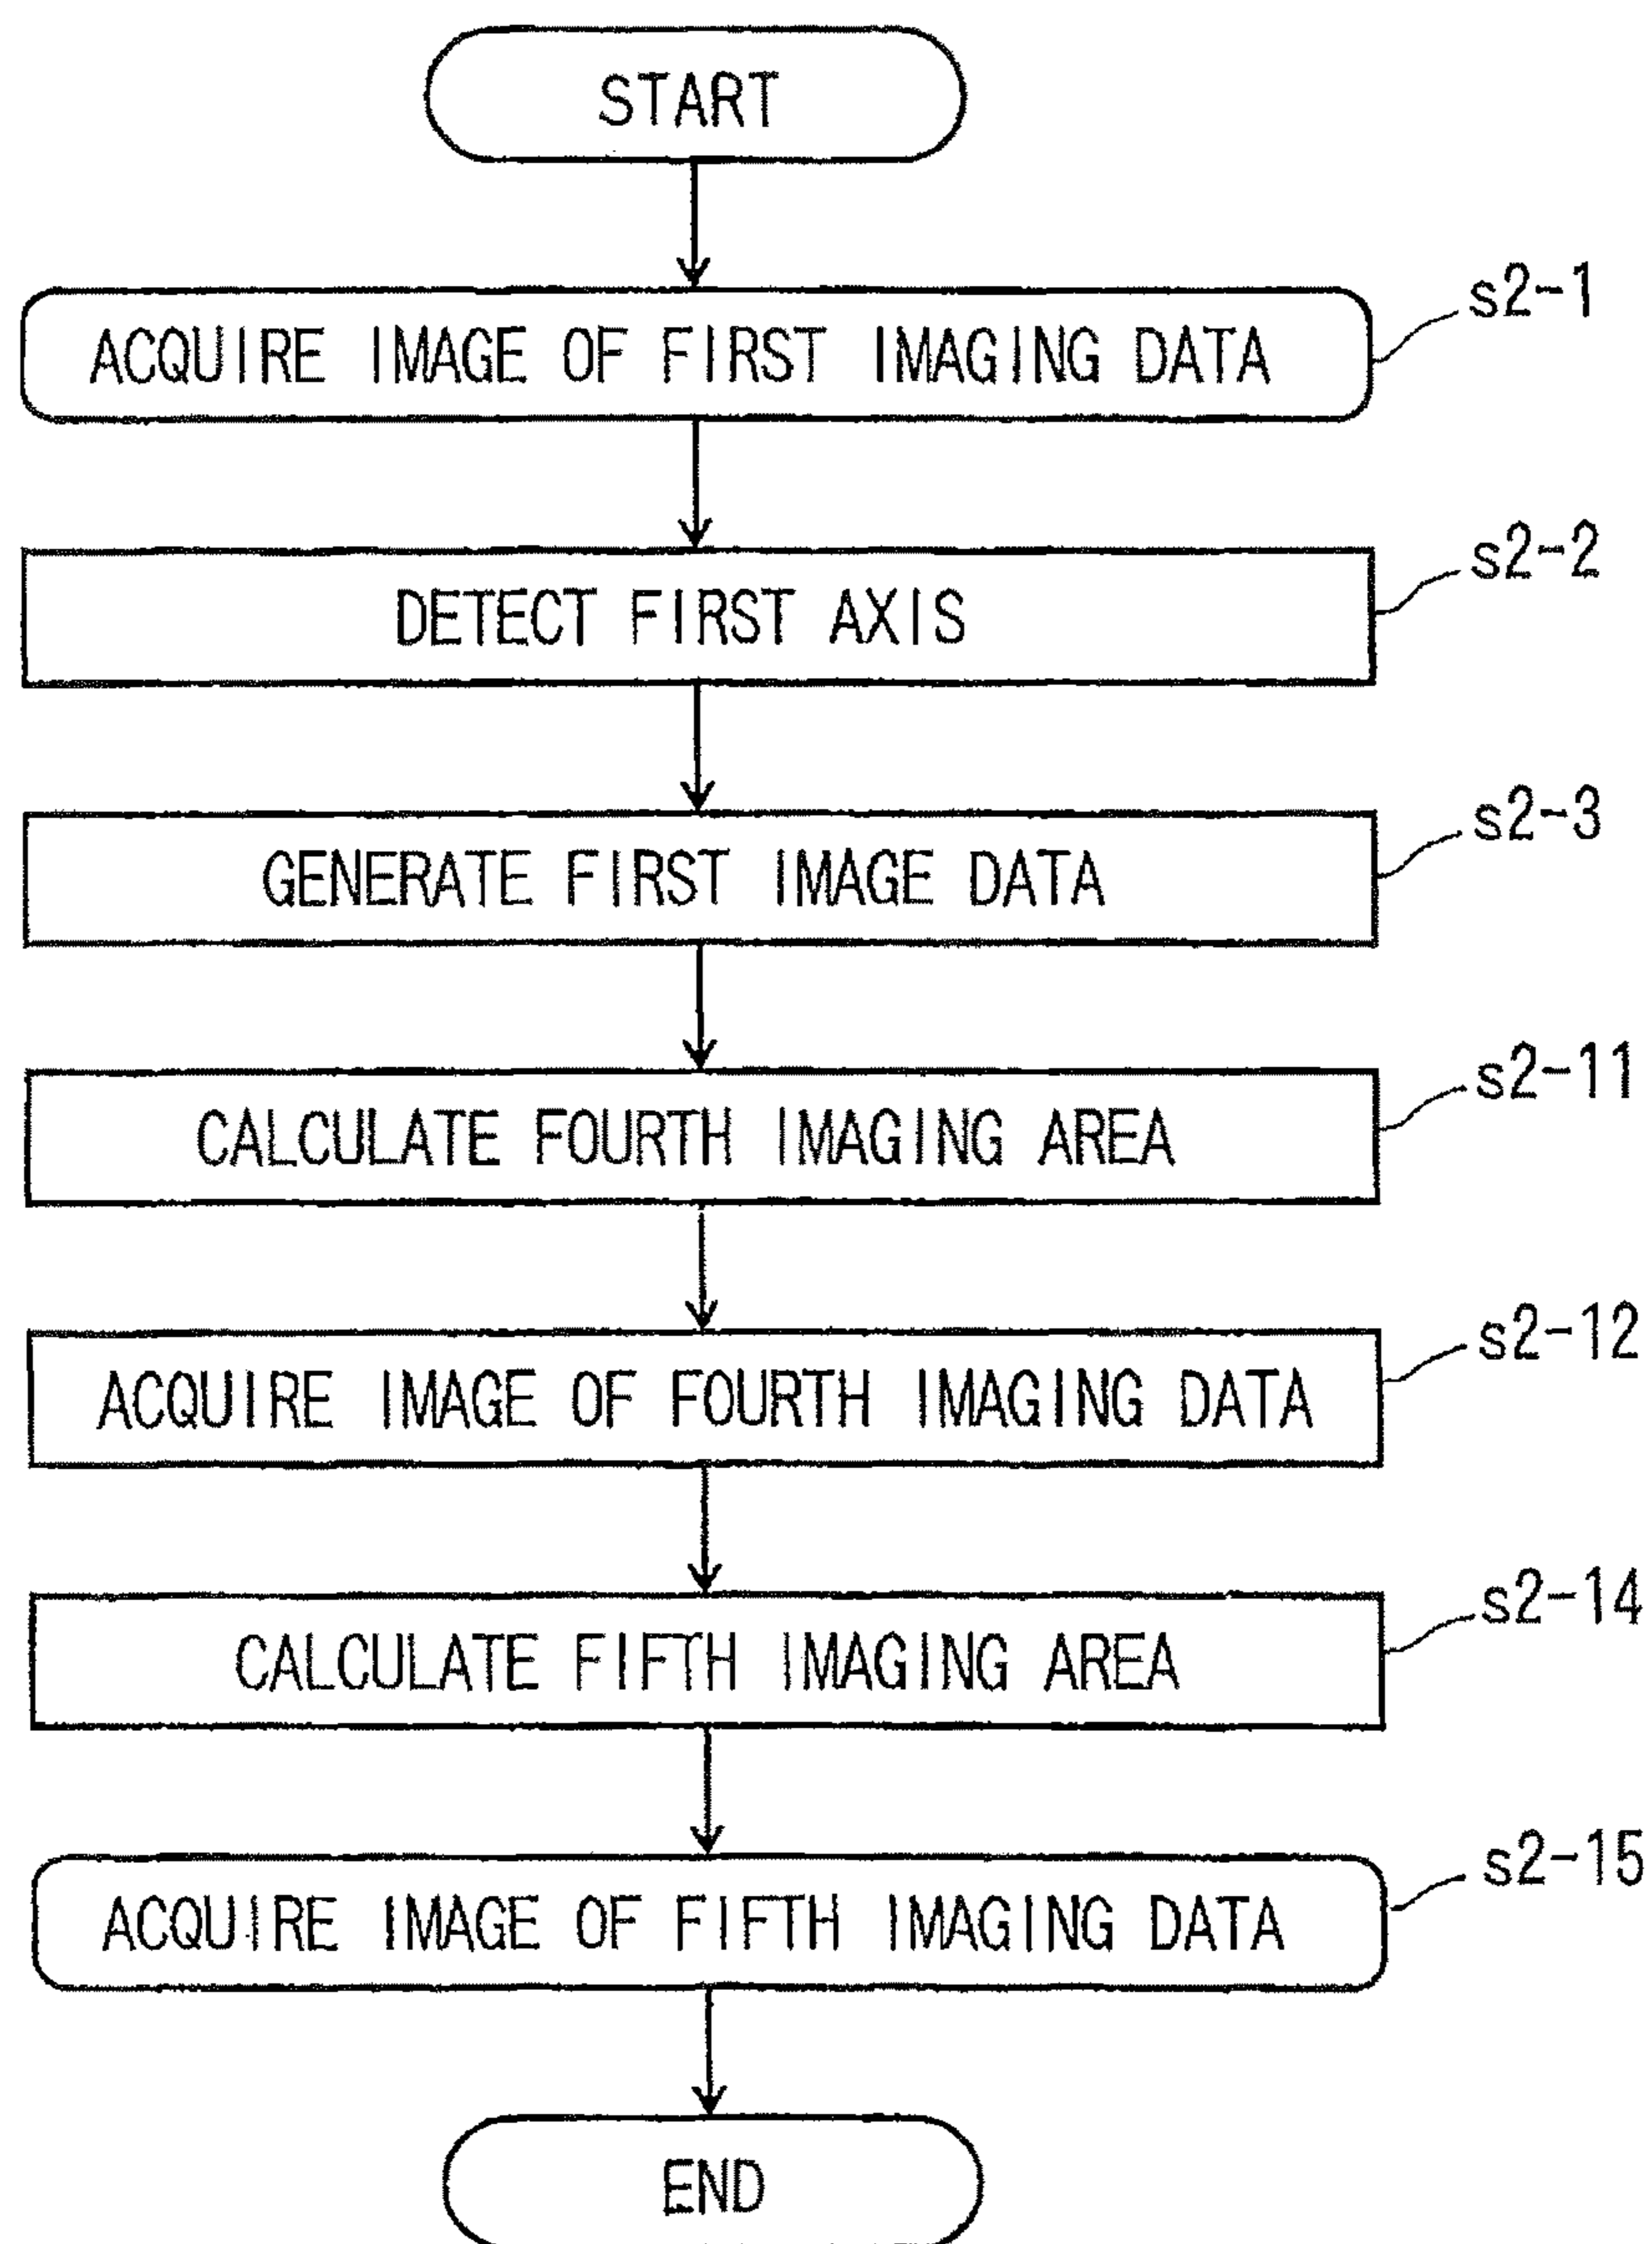 START
ACQUIRE IMAGE OF FIRST IMAGING DATA
s2-1
DETECT FIRST AXIS
s2-2
GENERATE FIRST IMAGE DATA
s2-3
CALCULATE FOURTH IMAGING AREA
s2-11
ACQUIRE IMAGE OF FOURTH IMAGING DATA
s2-12
CALCULATE FIFTH IMAGING AREA
s2-14
ACQUIRE IMAGE OF FIFTH IMAGING DATA
s2-15
END